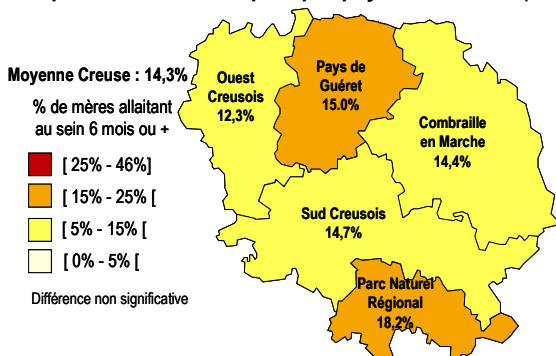 Moyenne Creuse : 14,3%
% de mères allaitant
au sein 6 mois ou +
[ 25% - 46%]
[ 15% - 25% [
[ 5% - 15% [
[ 0% - 5% [
Différence non significative
Ouest
Creusois
12,3%
Pays de
Guéret
15.0%
Combraille
en Marche
14,4%
Sud Creusois
14,7%
Parc Naturel
Régional
18,2%